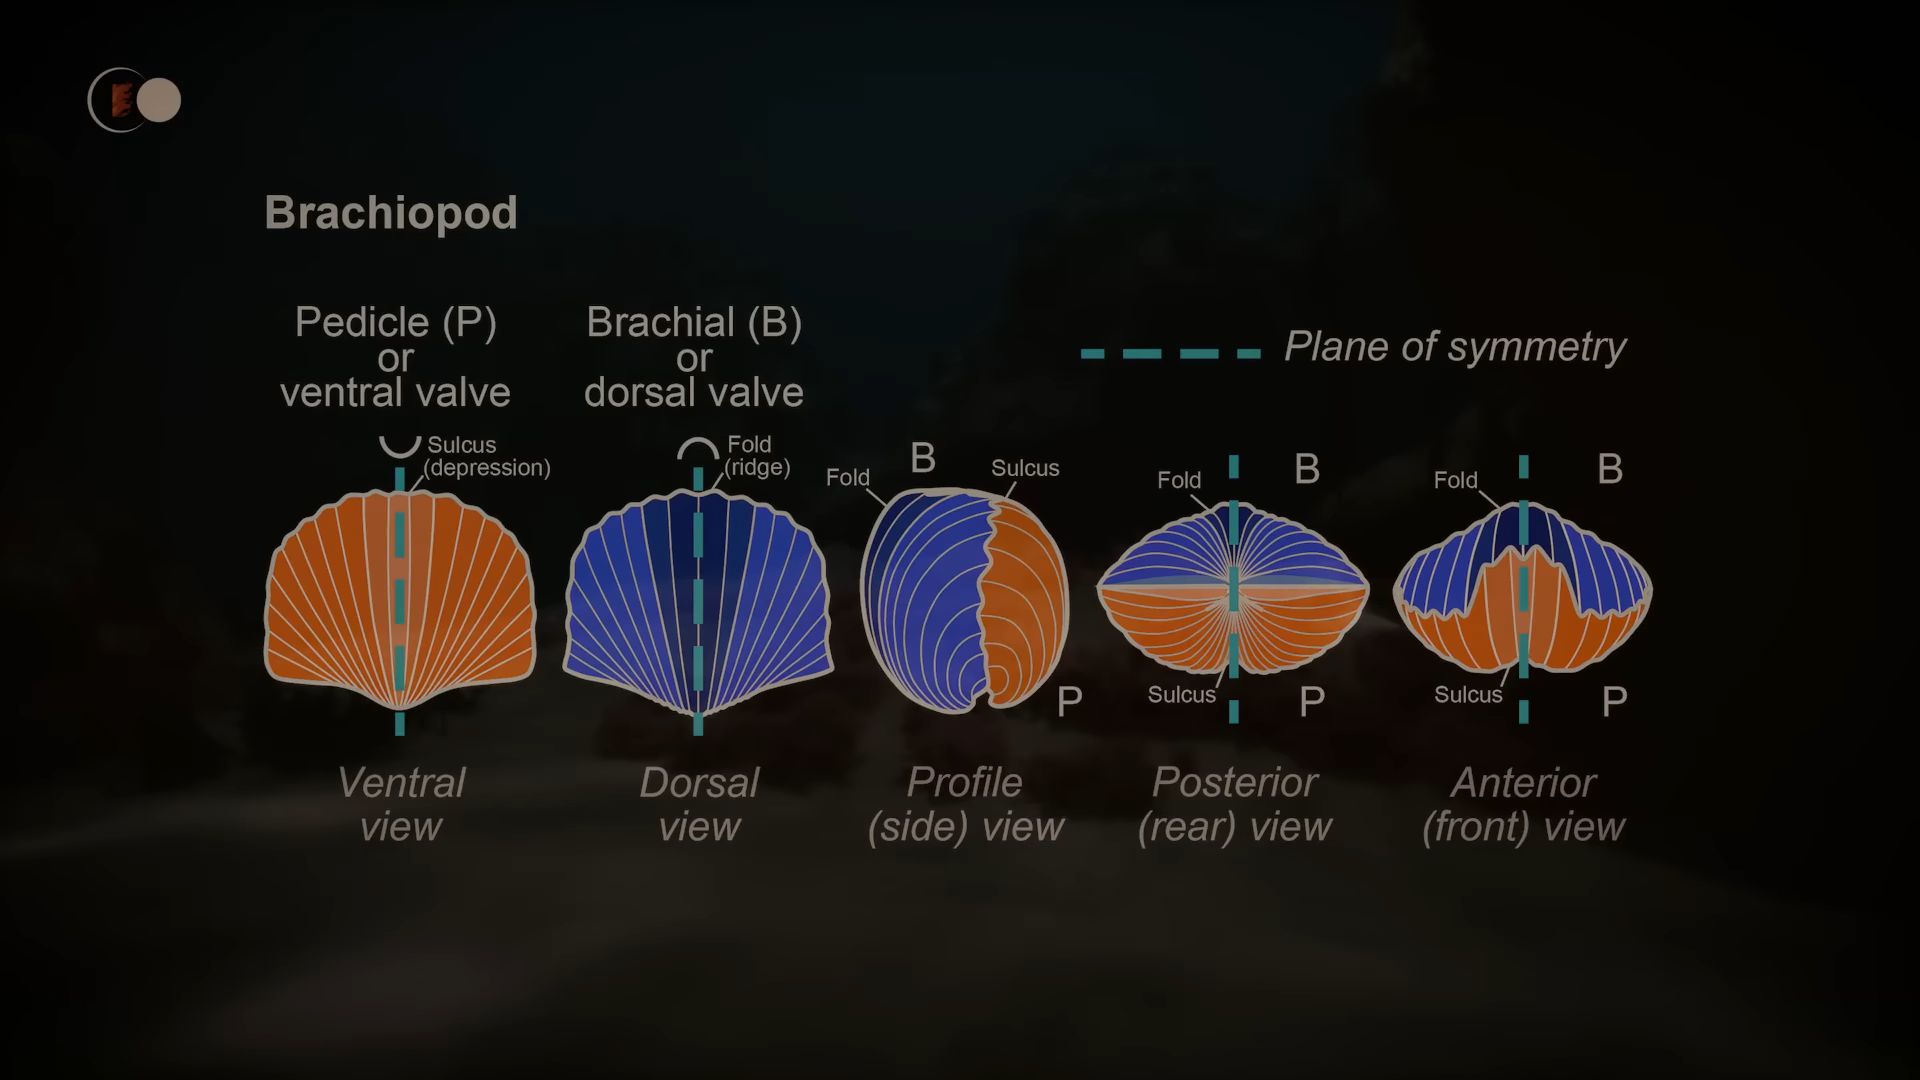 Brachiopod
Pedicle (P)
or
ventral valve
Brachial (B)
or
dorsal valve
Plane of symmetry
Sulcus
(depression)
Fold
(ridge)
Fold
B
Sulcus
P
Fold
B
Sulcus
P
Fold
B
Sulcus
P
Ventral
view
Dorsal
view
Profile
(side) view
Posterior
(rear) view
Anterior
(front) view